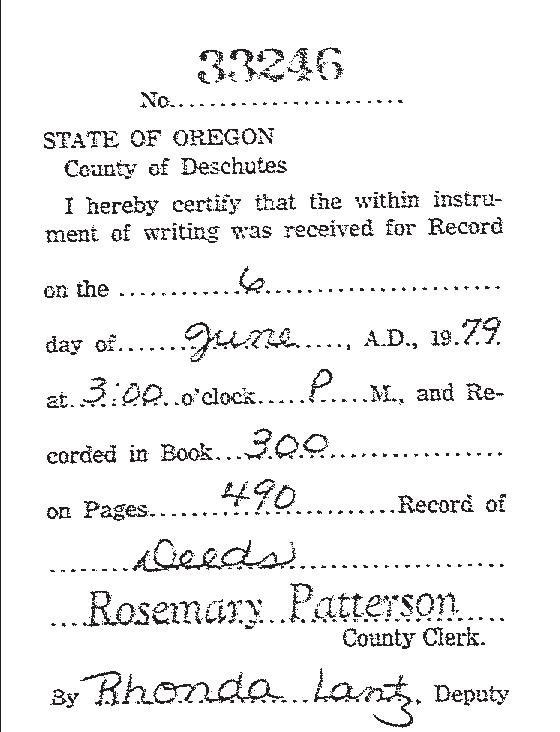 33246
No.
STATE OF OREGON
County of Deschutes
I hereby certify that the within instru-
ment of writing was received for Record
on the 6
day of June, A.D., 1979
at 3:00 o'clock P M., and Re-
corded in Book 300
on Pages 490 Record of
Deeds
Rosemary Patterson
County Clerk.
By Rhonda Lantz, Deputy